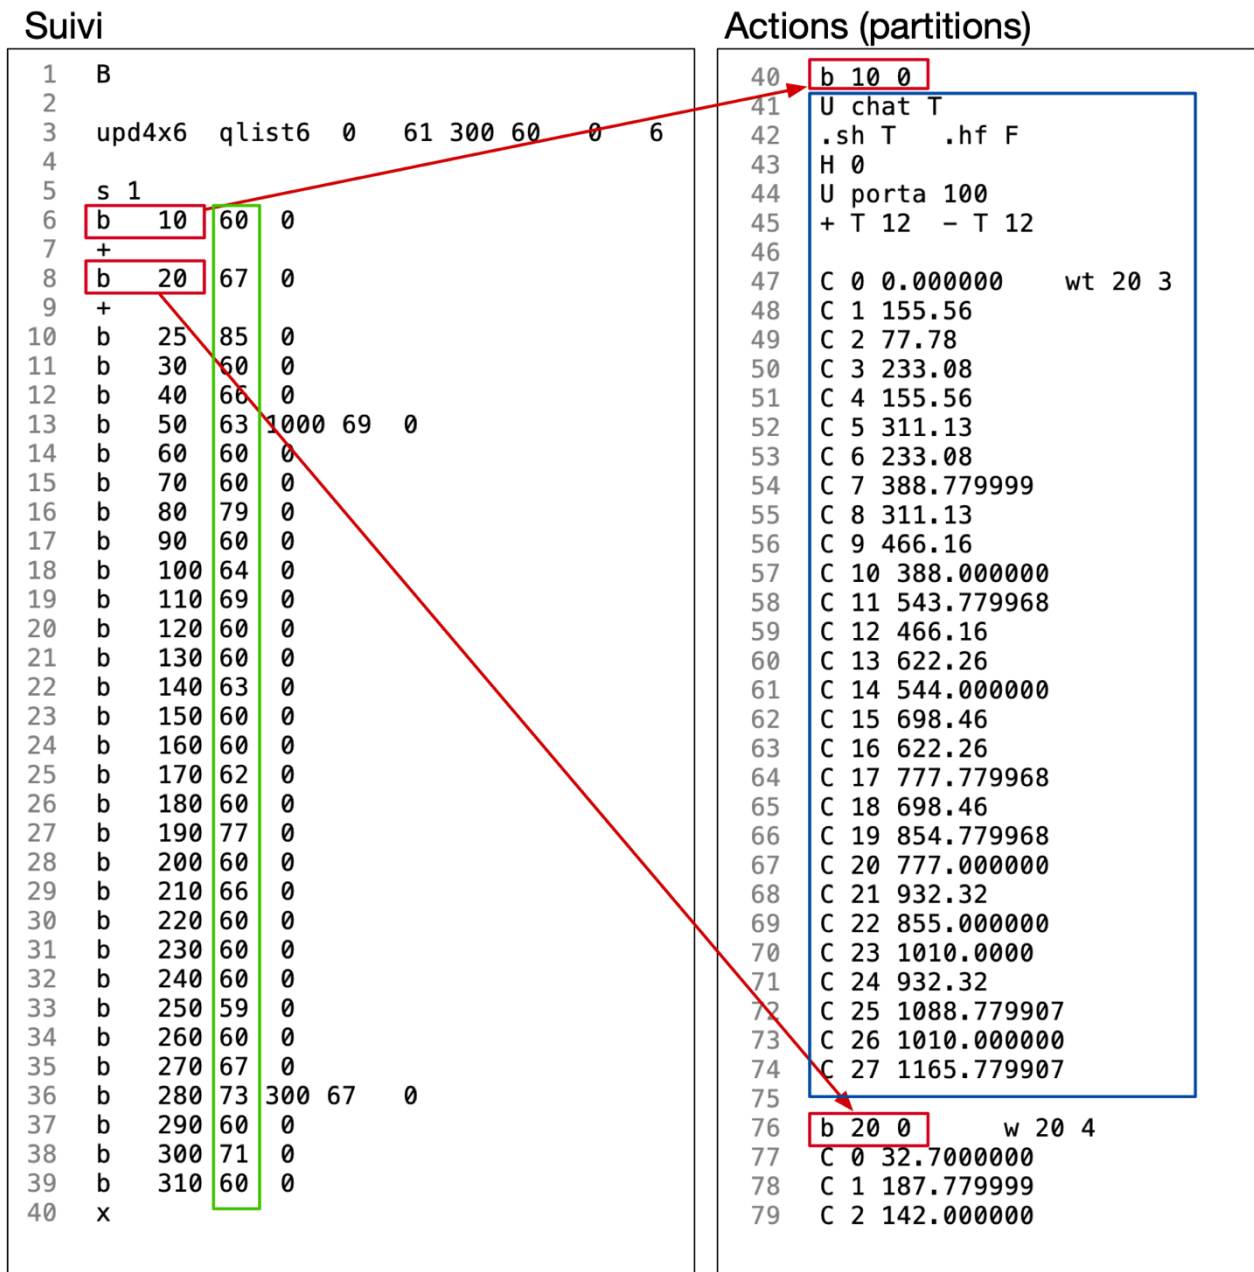 Suivi
1 B
2
3 upd4x6 qlist6 0 61 300 60 0 6
4
5 s 1
6 b 10 60 0
7 +
8 b 20 67 0
9 +
10 b 25 85 0
11 b 30 60 0
12 b 40 66 0
13 b 50 63 1000 69 0
14 b 60 60 0
15 b 70 60 0
16 b 80 79 0
17 b 90 60 0
18 b 100 64 0
19 b 110 69 0
20 b 120 60 0
21 b 130 60 0
22 b 140 63 0
23 b 150 60 0
24 b 160 60 0
25 b 170 62 0
26 b 180 60 0
27 b 190 77 0
28 b 200 60 0
29 b 210 66 0
30 b 220 60 0
31 b 230 60 0
32 b 240 60 0
33 b 250 59 0
34 b 260 60 0
35 b 270 67 0
36 b 280 73 300 67 0
37 b 290 60 0
38 b 300 71 0
39 b 310 60 0
40 x
Actions (partitions)
40 b 10 0
41 U chat T
42 .sh T .hf F
43 H 0
44 U porta 100
45 + T 12 - T 12
46
47 C 0 0.000000 wt 20 3
48 C 1 155.56
49 C 2 77.78
50 C 3 233.08
51 C 4 155.56
52 C 5 311.13
53 C 6 233.08
54 C 7 388.779999
55 C 8 311.13
56 C 9 466.16
57 C 10 388.000000
58 C 11 543.779968
59 C 12 466.16
60 C 13 622.26
61 C 14 544.000000
62 C 15 698.46
63 C 16 622.26
64 C 17 777.779968
65 C 18 698.46
66 C 19 854.779968
67 C 20 777.000000
68 C 21 932.32
69 C 22 855.000000
70 C 23 1010.0000
71 C 24 932.32
72 C 25 1088.779907
73 C 26 1010.000000
74 C 27 1165.779907
75
76 b 20 0 w 20 4
77 C 0 32.7000000
78 C 1 187.779999
79 C 2 142.000000